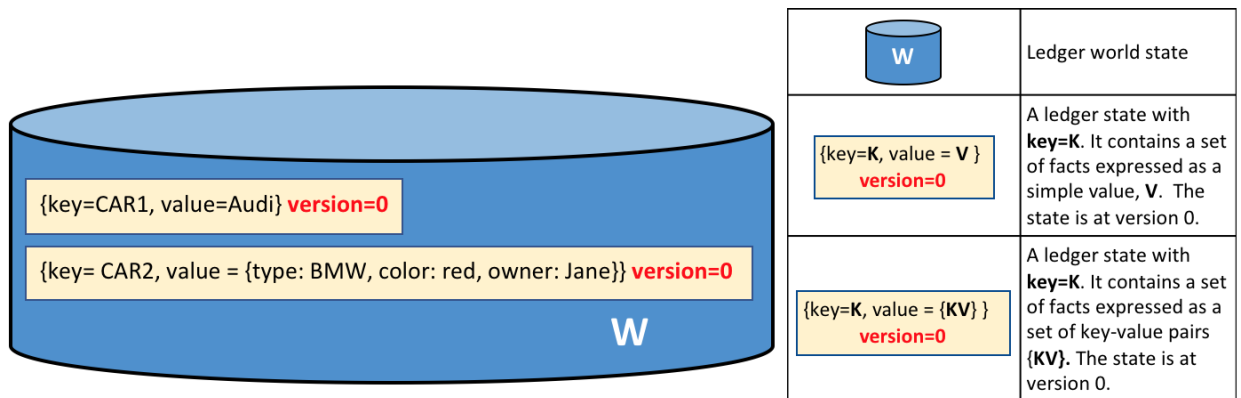 {key=CAR1, value=Audi} version=0
{key= CAR2, value = {type: BMW, color: red, owner: Jane}} version=0
W
W
Ledger world state
{key=K, value = V }
version=0
A ledger state with
key=K. It contains a set
of facts expressed as a
simple value, V. The
state is at version 0.
{key=K, value = {KV} }
version=0
A ledger state with
key=K. It contains a set
of facts expressed as a
set of key-value pairs
{KV}. The state is at
version 0.